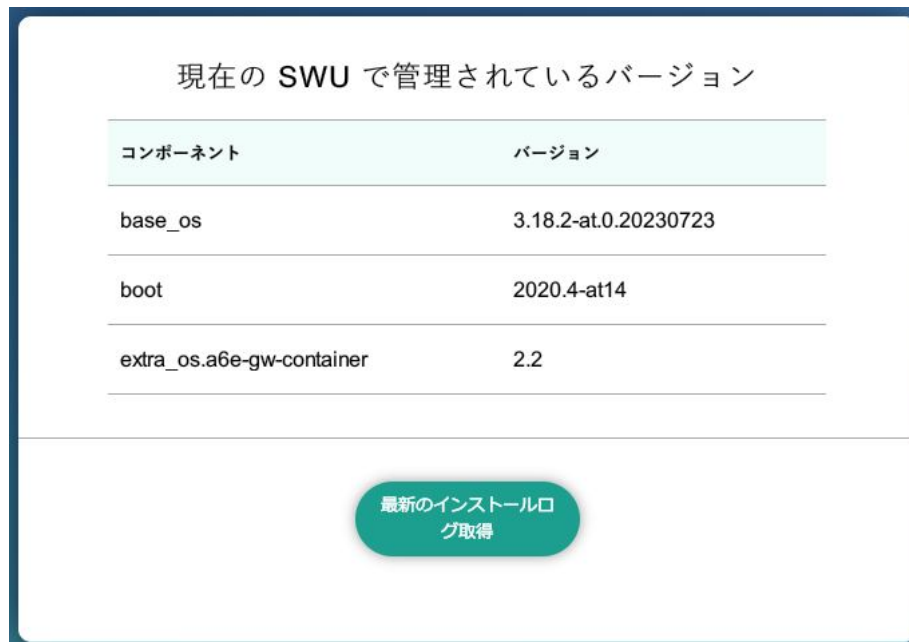 現在の SWU で管理されているバージョン
コンポーネント バージョン
base_os 3.18.2-at.0.20230723
boot 2020.4-at14
extra_os.a6e-gw-container 2.2
最新のインストールロ
グ取得